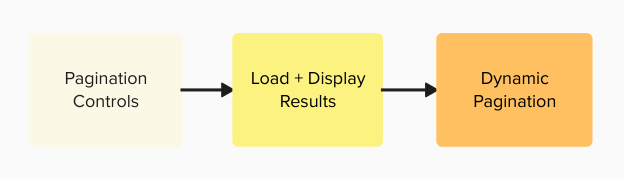 Pagination
Controls
Load + Display
Results
Dynamic
Pagination